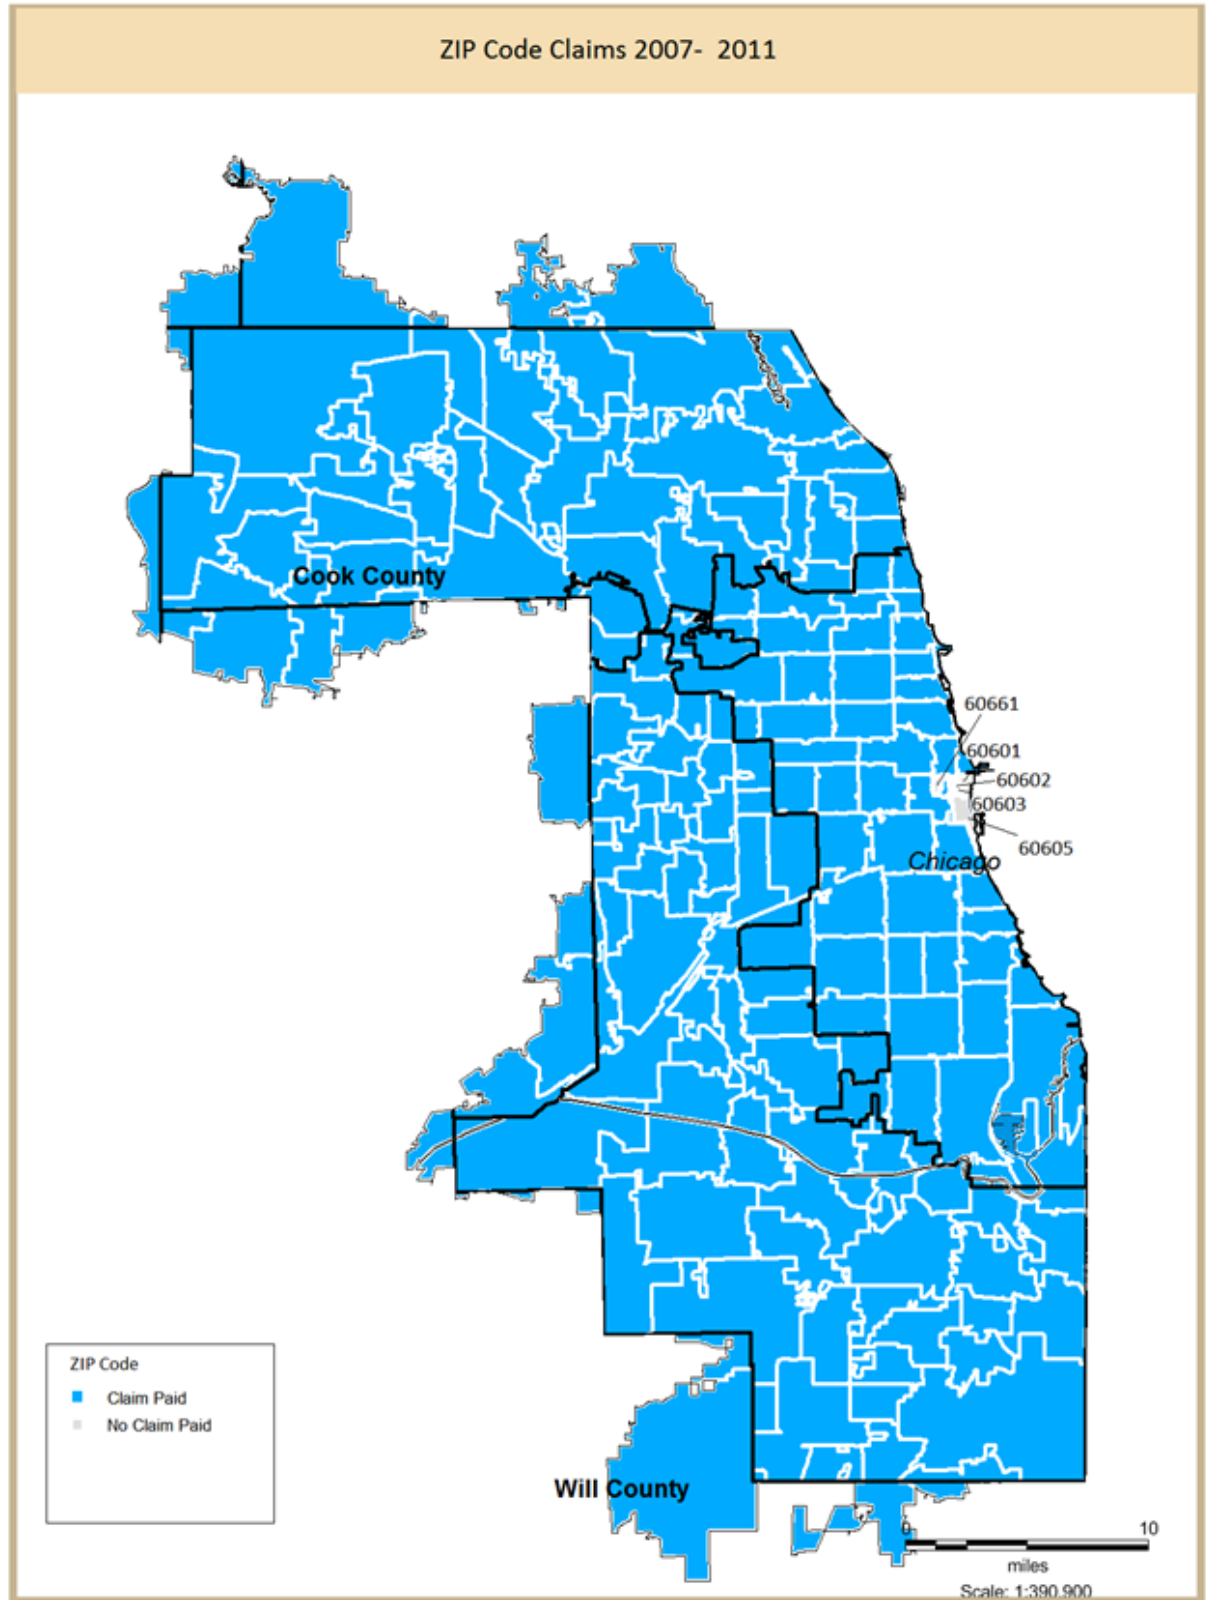 ZIP Code Claims 2007- 2011
Cook County
60661
60601
60602
60603
60605
Chicago
ZIP Code
Claim Paid
No Claim Paid
Will County
0 10
miles
Scale: 1:390,900